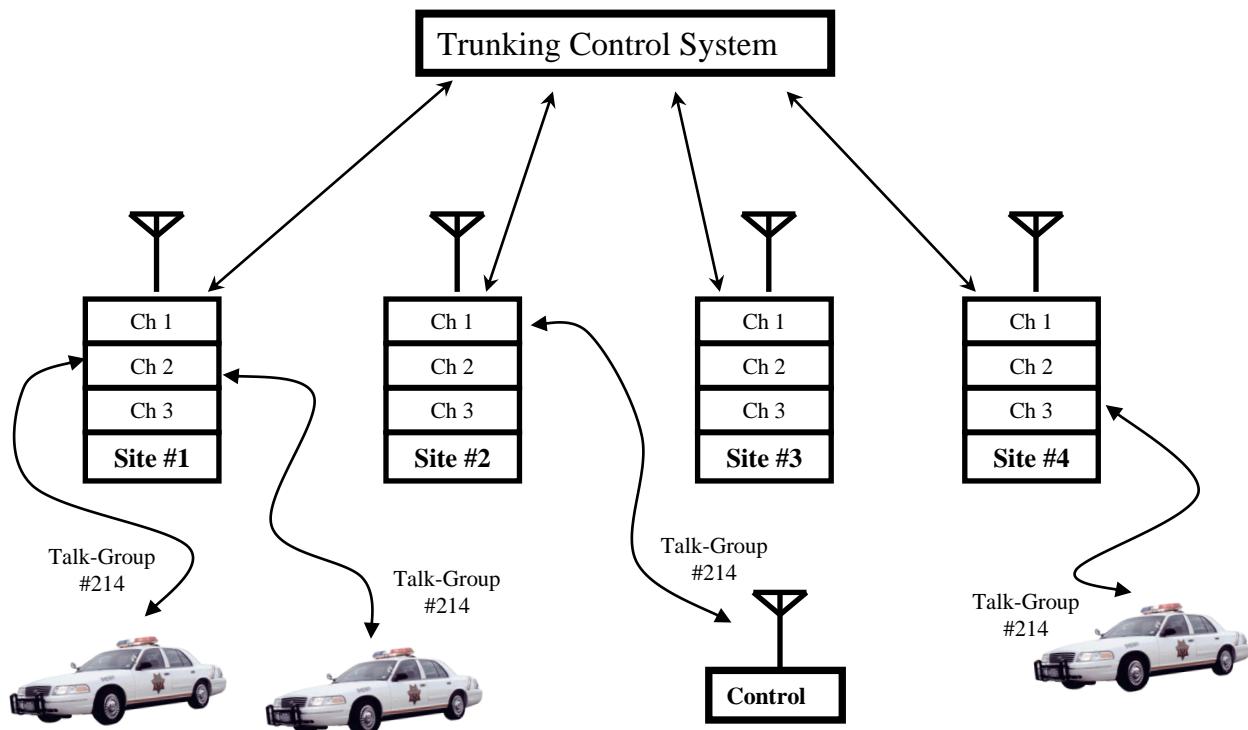 Trunking Control System
Ch 1
Ch 2
Ch 3
Site #1
Ch 1
Ch 2
Ch 3
Site #2
Ch 1
Ch 2
Ch 3
Site #3
Ch 1
Ch 2
Ch 3
Site #4
Talk-Group
#214
Talk-Group
#214
Talk-Group
#214
Talk-Group
#214
Control